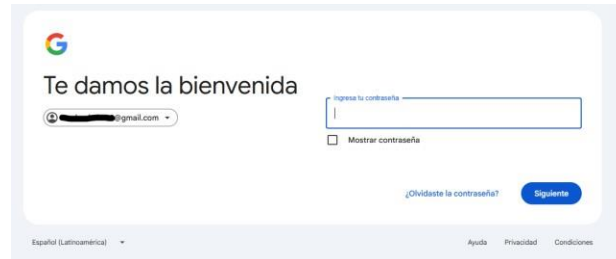 Te damos la bienvenida
@gmail.com
Ingresa tu contraseña
Mostrar contraseña
¿Olvidaste la contraseña?
Siguiente
Español (Latinoamérica)
Ayuda Privacidad Condiciones